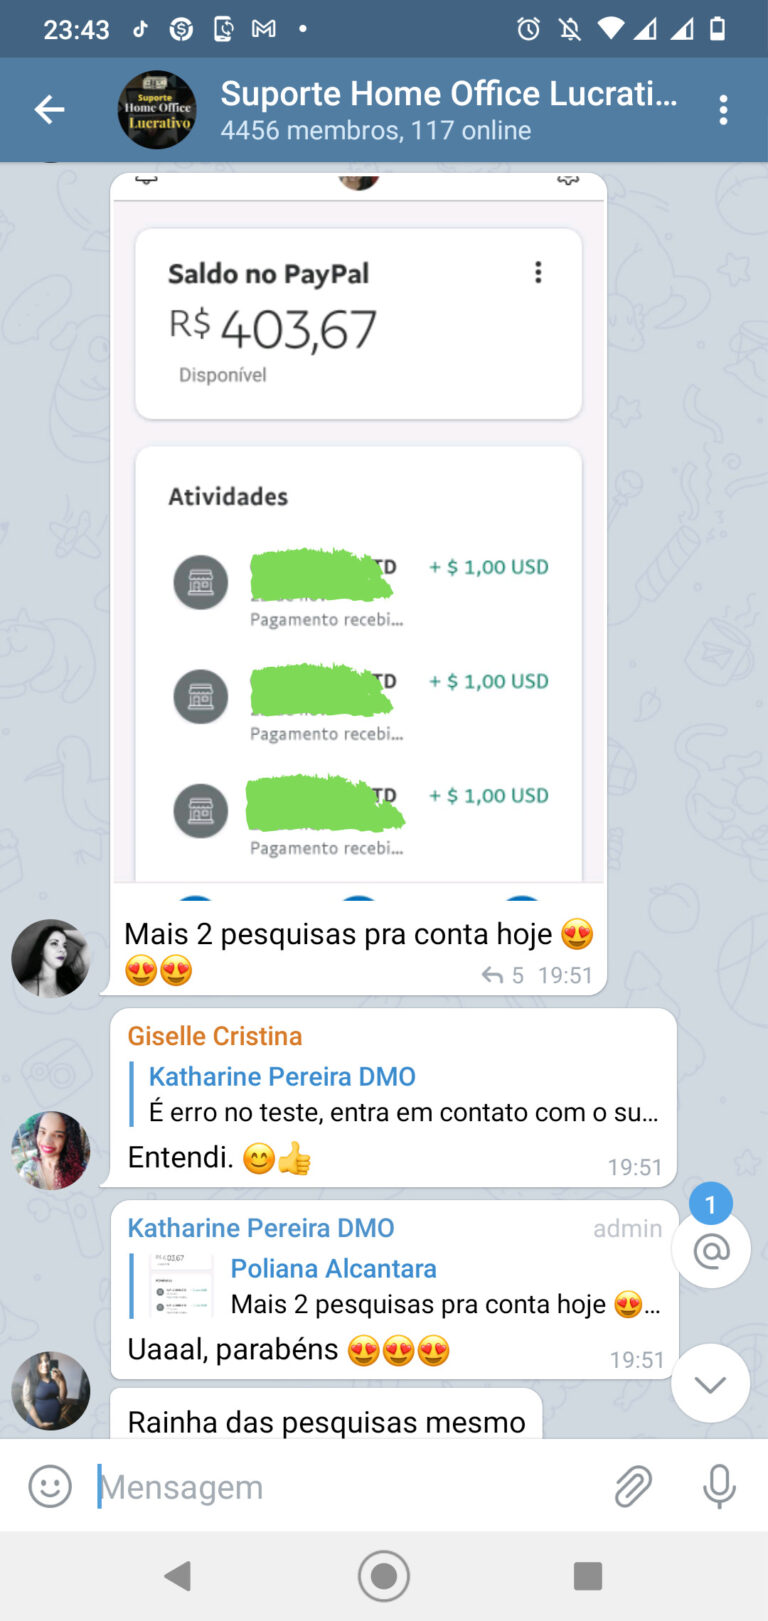 23:43
Suporte
Home Office
Lucrativo
Suporte Home Office Lucrati...
4456 membros, 117 online
Saldo no PayPal
R$ 403,67
Disponível
Atividades
TD + $ 1,00 USD
Pagamento recebi...
TD + $ 1,00 USD
Pagamento recebi...
TD + $ 1,00 USD
Pagamento recebi...
Mais 2 pesquisas pra conta hoje 😍
😍😍 5 19:51
Giselle Cristina
Katharine Pereira DMO
É erro no teste, entra em contato com o su...
Entendi. 😊👍 19:51
1
Katharine Pereira DMO admin
Poliana Alcantara
Mais 2 pesquisas pra conta hoje 😍...
Uaaal, parabéns 😍😍😍 19:51
Rainha das pesquisas mesmo
Mensagem